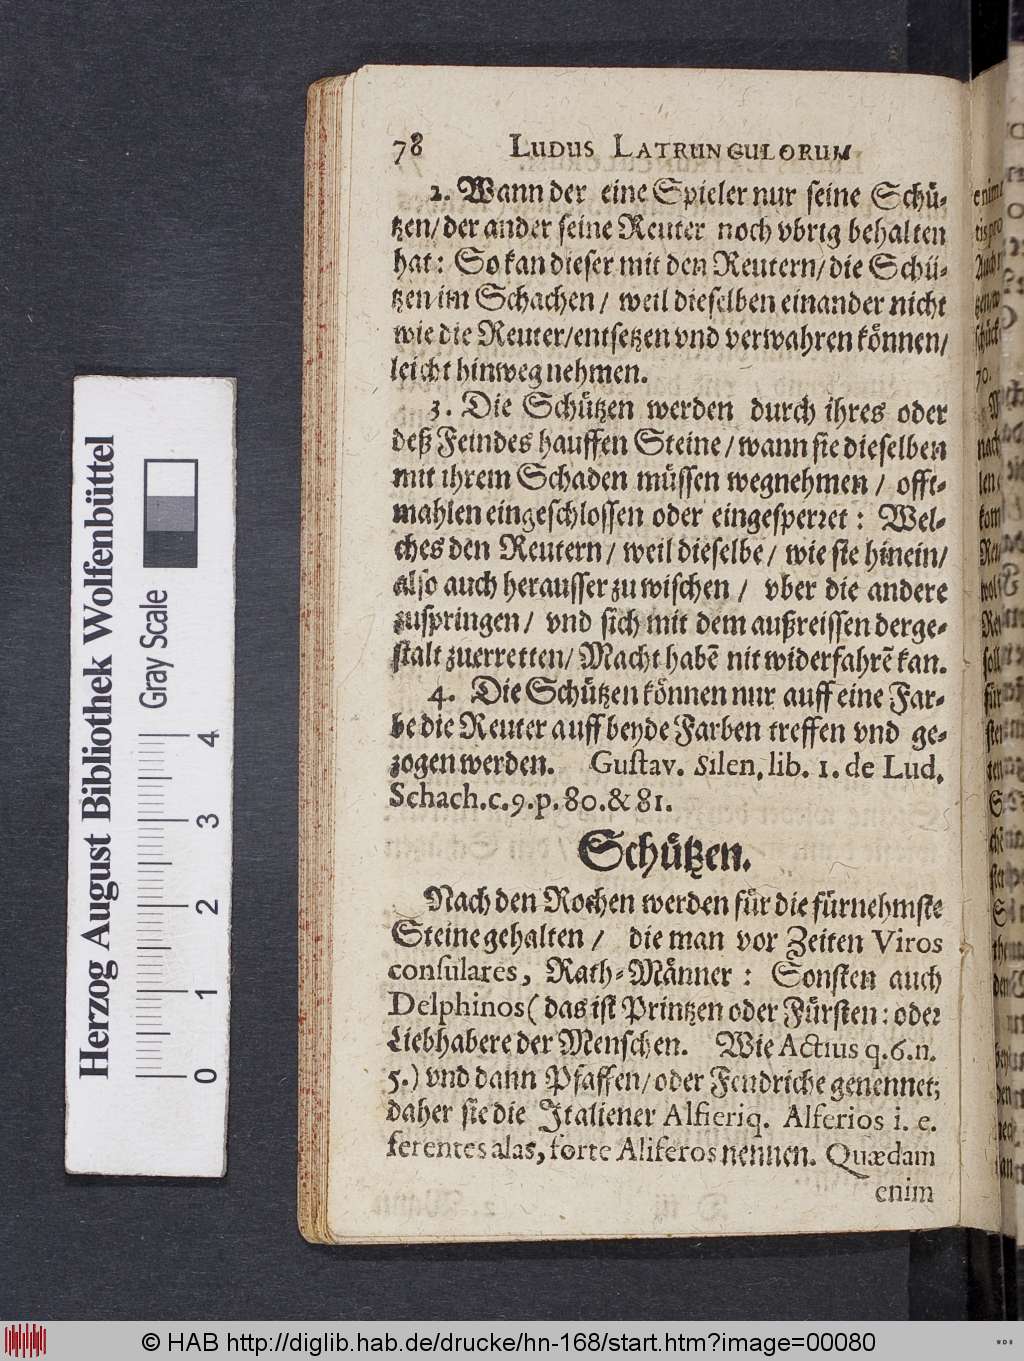 78 LUDUS LATRUNCULORUM
2. Wann der eine Spieler nur seine Schü-
tzen/ der ander seine Reuter noch vbrig behalten
hat: So kan dieser mit den Reutern/ die Schü-
tzen im Schachen / weil dieselben einander nicht
wie die Reuter/entsetzen vnd verwahren können/
leicht hinweg nehmen.
3. Die Schützen werden durch ihres oder
deß Feindes hauffen Steine / wann sie dieselben
mit ihrem Schaden müssen wegnehmen / offt-
mahlen eingeschlossen oder eingesperret: Wel-
ches den Reutern / weil dieselbe / wie sie hinein/
also auch herausser zu wischen / vber die andere
zuspringen / vnd sich mit dem außreissen derge-
stalt zuerretten/ Macht habē nit widerfahrē kan.
4. Die Schützen können nur auff eine Far-
be die Reuter auff beyde Farben treffen vnd ge-
zogen werden. Gustav. Silen. lib. 1. de Lud.
Schach. c. 9. p. 80. & 81.
Schützen.
Nach den Rochen werden für die fürnehmste
Steine gehalten / die man vor Zeiten Viros
consulares, Rath-Männer: Sonsten auch
Delphinos ( das ist Printzen oder Fürsten: oder
Liebhabere der Menschen. Wie Actius q. 6. n.
5.) vnd dann Pfaffen/ oder Fendriche genennet;
daher sie die Italiener Alfieriq. Alferios i. e.
ferentes alas, forte Aliferos nennen. Quædam
enim
Herzog August Bibliothek Wolfenbüttel
Gray Scale
0 1 2 3 4
© HAB http://diglib.hab.de/drucke/hn-168/start.htm?image=00080